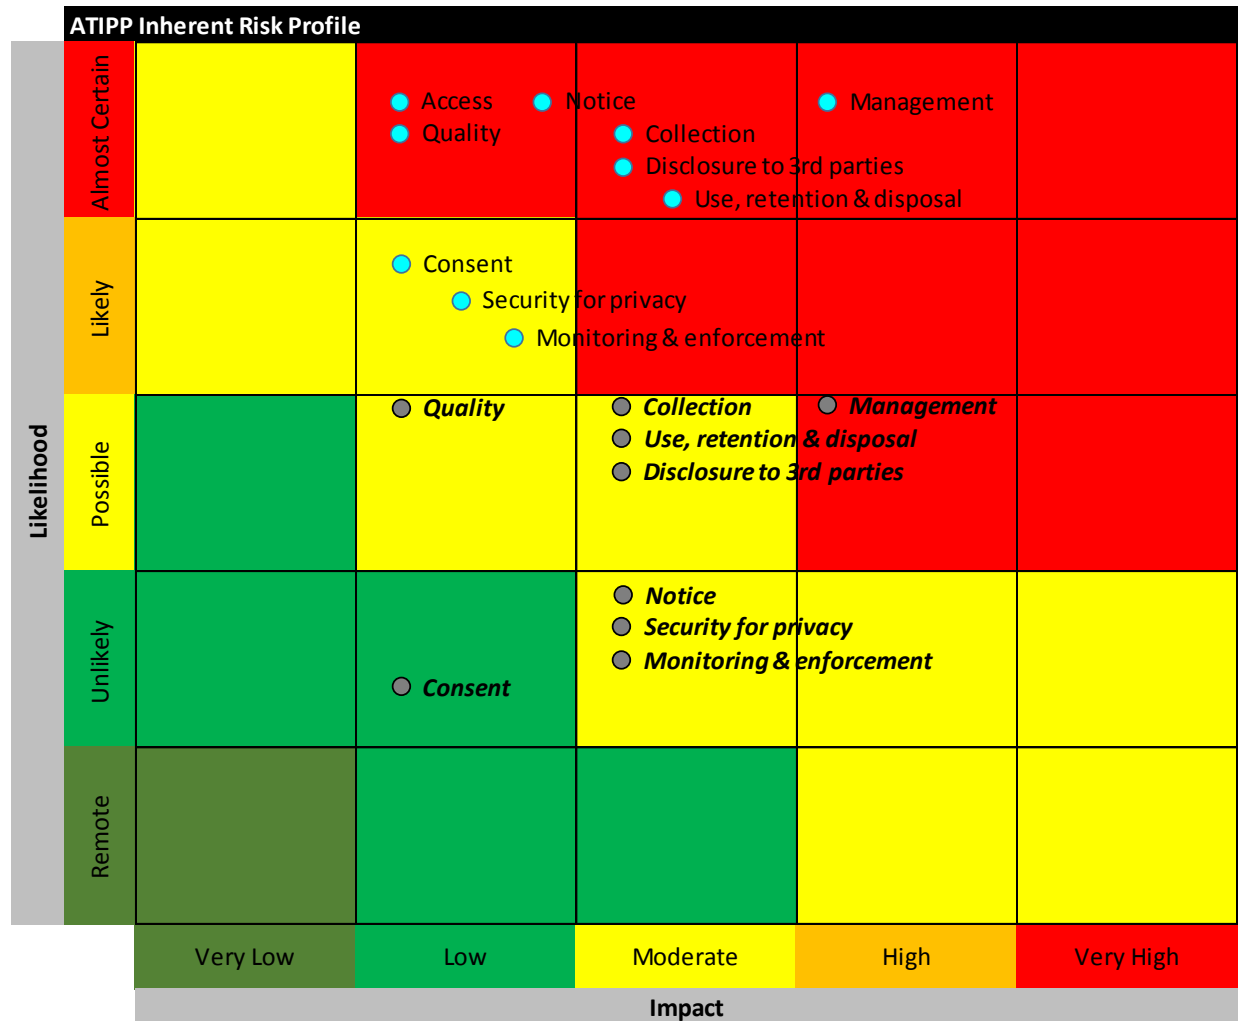 ATIPP Inherent Risk Profile
Likelihood
Almost Certain
Access
Notice
Management
Quality
Collection
Disclosure to 3rd parties
Use, retention & disposal
Likely
Consent
Security for privacy
Monitoring & enforcement
Possible
Quality
Collection
Management
Use, retention & disposal
Disclosure to 3rd parties
Unlikely
Notice
Security for privacy
Monitoring & enforcement
Consent
Remote
Very Low
Low
Moderate
High
Very High
Impact